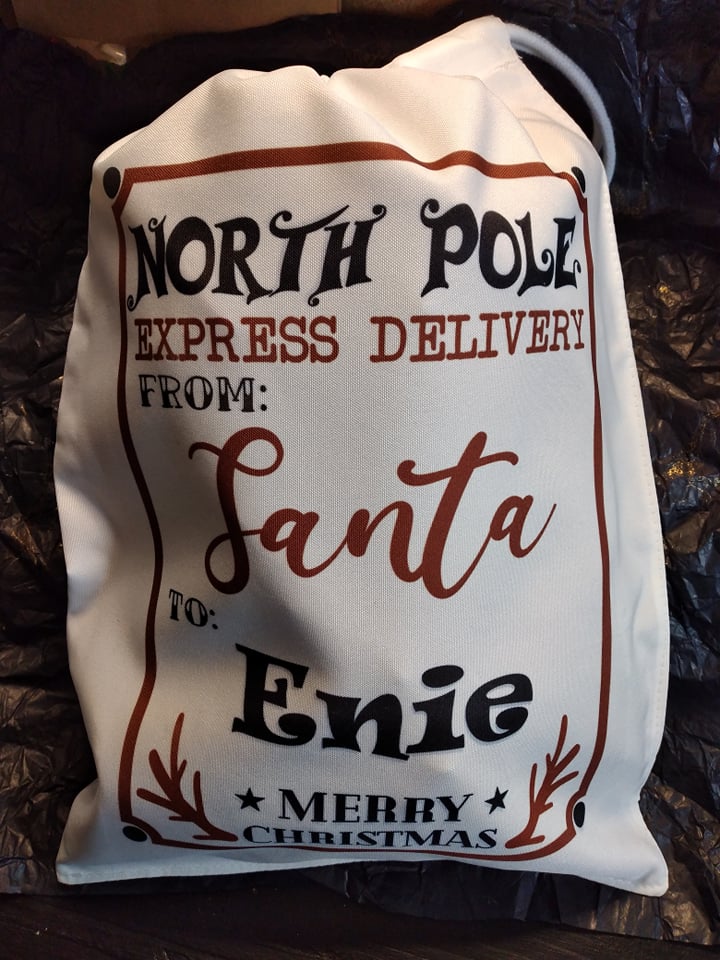 NORTH POLE
EXPRESS DELIVERY
FROM:
Santa
TO:
Enie
★ MERRY ★
CHRISTMAS